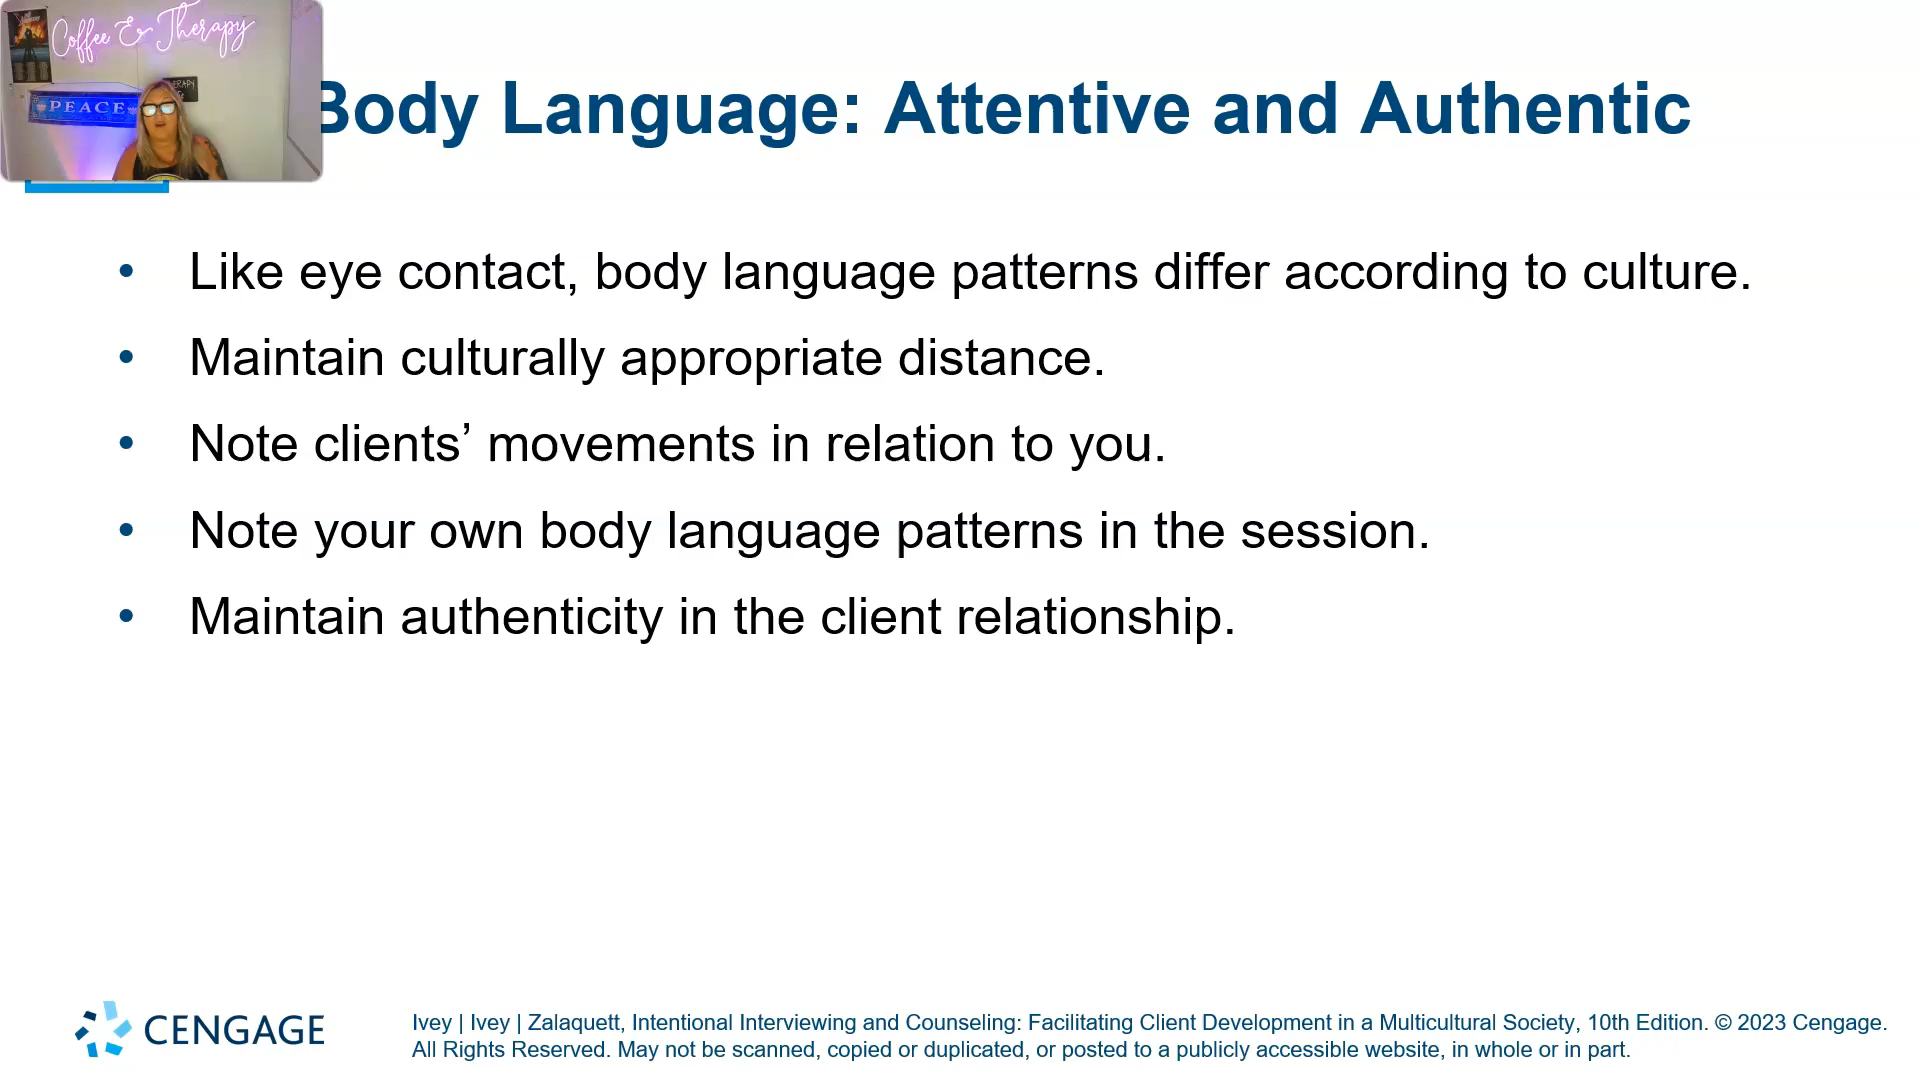 Coffee & Therapy
PEACE
Body Language: Attentive and Authentic
• Like eye contact, body language patterns differ according to culture.
• Maintain culturally appropriate distance.
• Note clients’ movements in relation to you.
• Note your own body language patterns in the session.
• Maintain authenticity in the client relationship.
CENGAGE
Ivey | Ivey | Zalaquett, Intentional Interviewing and Counseling: Facilitating Client Development in a Multicultural Society, 10th Edition. © 2023 Cengage.
All Rights Reserved. May not be scanned, copied or duplicated, or posted to a publicly accessible website, in whole or in part.